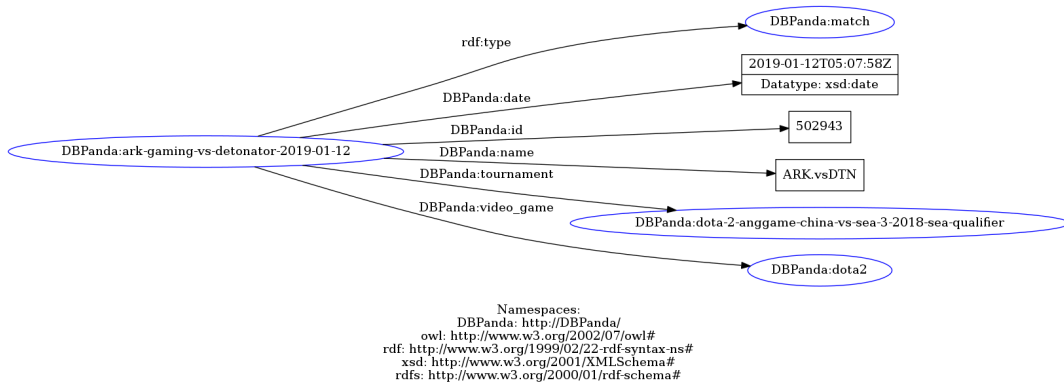 DBPanda:match
rdf:type
2019-01-12T05:07:58Z
Datatype: xsd:date
DBPanda:date
DBPanda:id
502943
DBPanda:ark-gaming-vs-detonator-2019-01-12
DBPanda:name
ARK.vsDTN
DBPanda:tournament
DBPanda:video_game
DBPanda:dota-2-anggame-china-vs-sea-3-2018-sea-qualifier
DBPanda:dota2
Namespaces:
DBPanda: http://DBPanda/
owl: http://www.w3.org/2002/07/owl#
rdf: http://www.w3.org/1999/02/22-rdf-syntax-ns#
xsd: http://www.w3.org/2001/XMLSchema#
rdfs: http://www.w3.org/2000/01/rdf-schema#